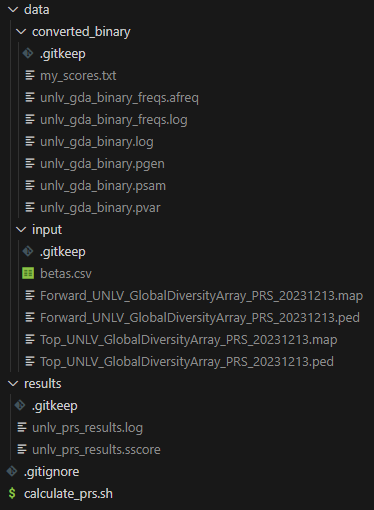 data
converted_binary
.gitkeep
my_scores.txt
unlv_gda_binary_freqs.afreq
unlv_gda_binary_freqs.log
unlv_gda_binary.log
unlv_gda_binary.pgen
unlv_gda_binary.psam
unlv_gda_binary.pvar
input
.gitkeep
betas.csv
Forward_UNLV_GlobalDiversityArray_PRS_20231213.map
Forward_UNLV_GlobalDiversityArray_PRS_20231213.ped
Top_UNLV_GlobalDiversityArray_PRS_20231213.map
Top_UNLV_GlobalDiversityArray_PRS_20231213.ped
results
.gitkeep
unlv_prs_results.log
unlv_prs_results.sscore
.gitignore
$ calculate_prs.sh